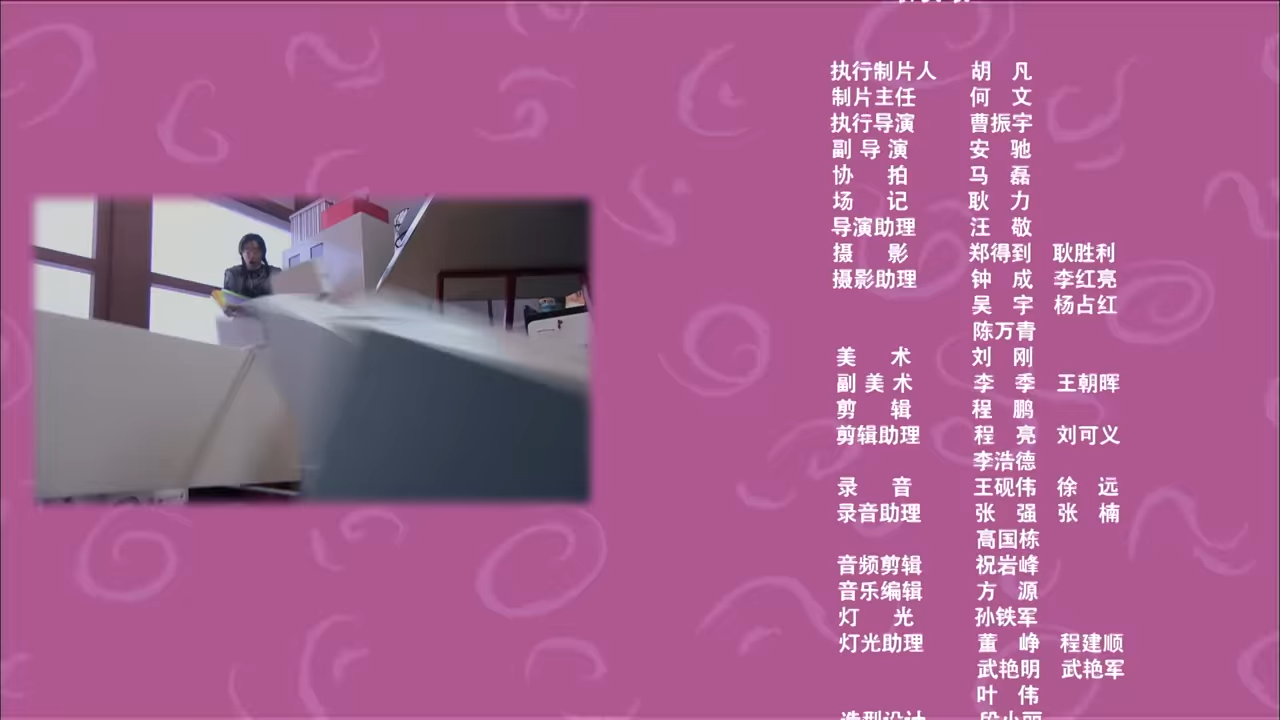 执行制片人 胡 凡
制片主任 何 文
执行导演 曹振宇
副 导 演 安 驰
协 拍 马 磊
场 记 耿 力
导演助理 汪 敬
摄 影 郑得到 耿胜利
摄影助理 钟 成 李红亮
吴 宇 杨占红
陈万青
美 术 刘 刚
副 美 术 李 季 王朝晖
剪 辑 程 鹏
剪辑助理 程 亮 刘可义
李浩德
录 音 王砚伟 徐 远
录音助理 张 强 张 楠
高国栋
音频剪辑 祝岩峰
音乐编辑 方 源
灯 光 孙铁军
灯光助理 董 峥 程建顺
武艳明 武艳军
叶 伟
造型设计 段小丽